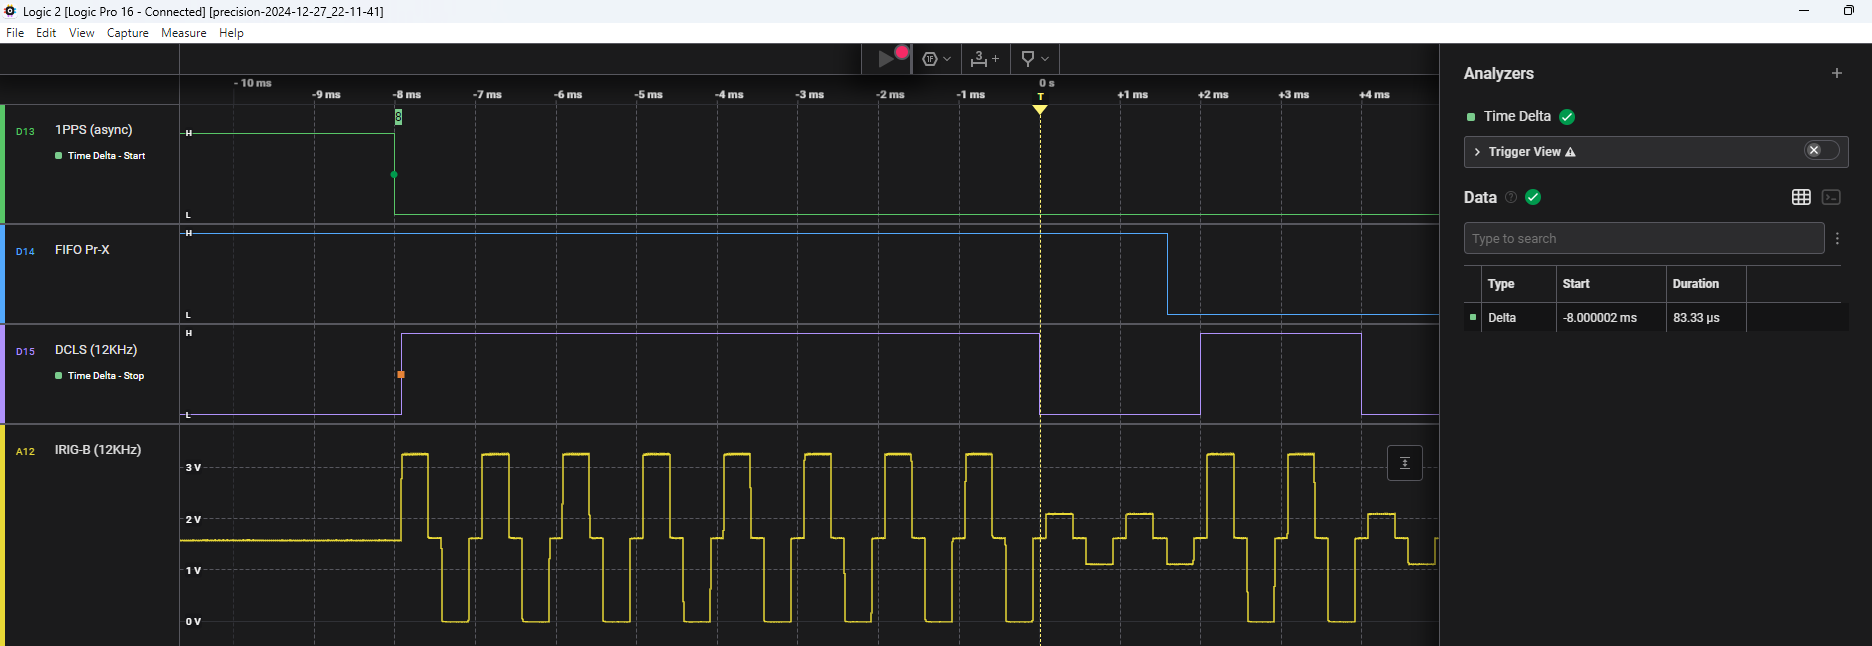 Logic 2 [Logic Pro 16 - Connected] [precision-2024-12-27_22-11-41]
File Edit View Capture Measure Help
1F 3 +
- 10 ms 0 s
-9 ms -8 ms -7 ms -6 ms -5 ms -4 ms -3 ms -2 ms -1 ms T +1 ms +2 ms +3 ms +4 ms
D13 1PPS (async)
Time Delta - Start
8
H
L
D14 FIFO Pr-X
H
L
D15 DCLS (12KHz)
Time Delta - Stop
H
L
A12 IRIG-B (12KHz)
3 V
2 V
1 V
0 V
Analyzers +
Time Delta
Trigger View
Data
Type to search
Type Start Duration
Delta -8.000002 ms 83.33 µs